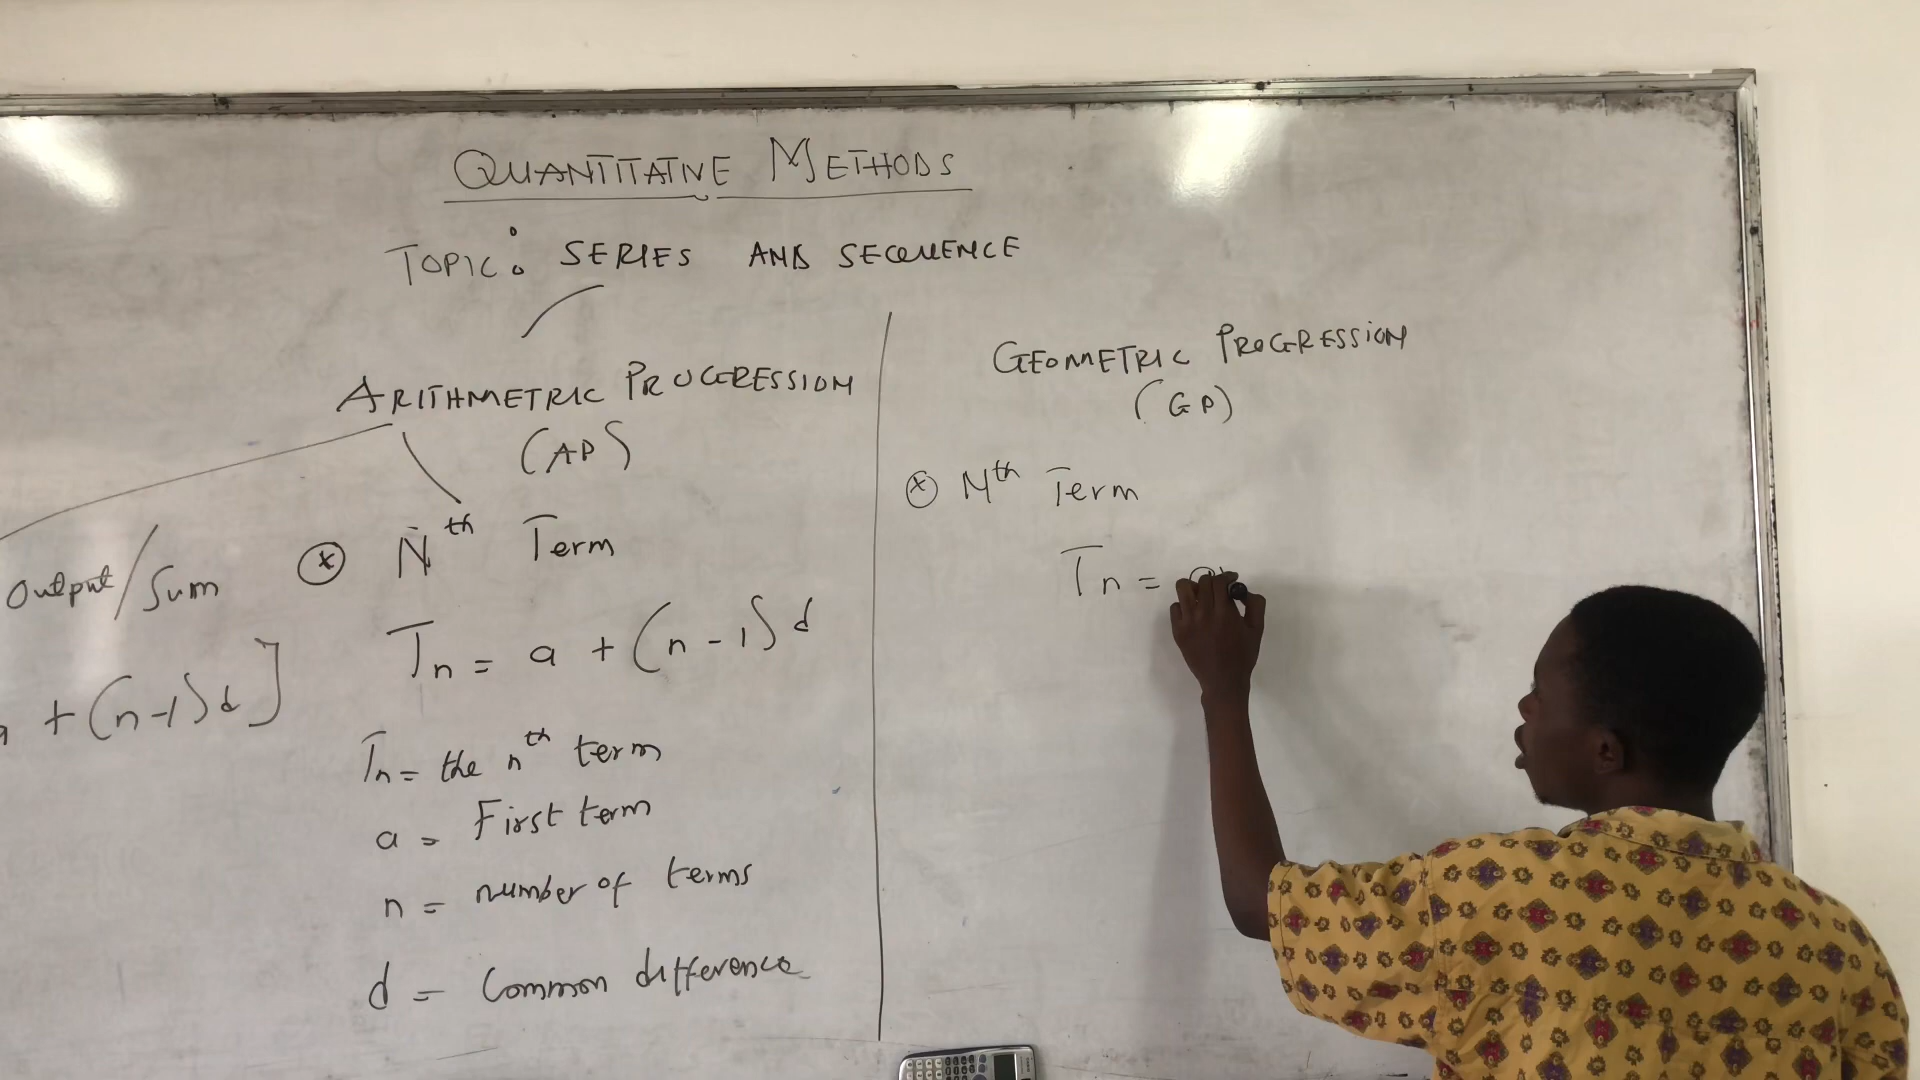 QUANTITATIVE METHODS
TOPIC: SERIES AND SEQUENCE
ARITHMETRIC PROGRESSION
(AP)
Output/Sum
+ (n-1)d]
* Nth Term
Tn = a + (n-1)d
Tn = the nth term
a = First term
n = number of terms
d = Common difference
GEOMETRIC PROGRESSION
(GP)
* Nth Term
Tn =